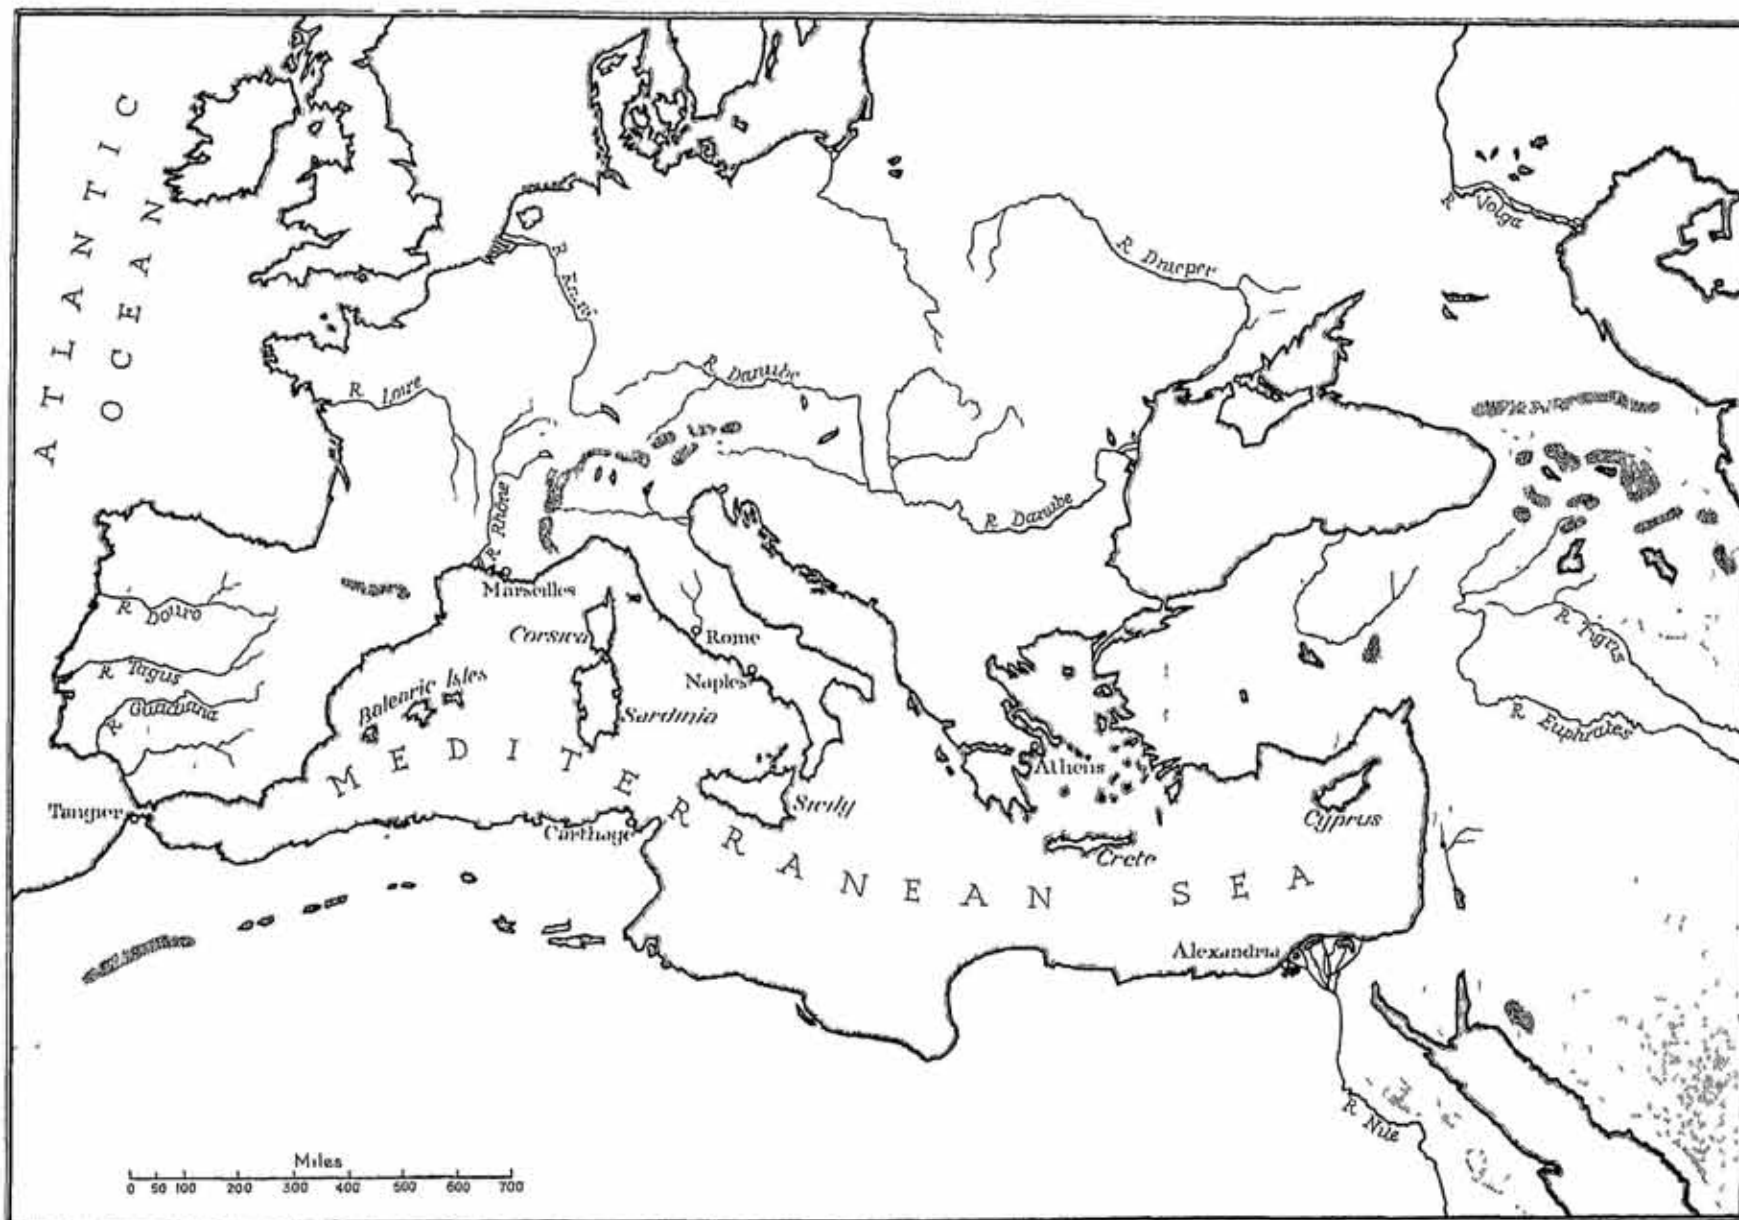 ATLANTIC
OCEAN
R Volga
R Dnieper
R. Rhine
R Loire
R Danube
R Rhône
R Danube
Marseilles
R Douro
Corsica
Rome
R Tigris
R Tagus
Naples
Balearic Isles
R Guadiana
Sardinia
R Euphrates
MEDITERRANEAN SEA
Athens
Tangier
Sicily
Cyprus
Carthage
Crete
Alexandria
R Nile
Miles
0 50 100 200 300 400 500 600 700